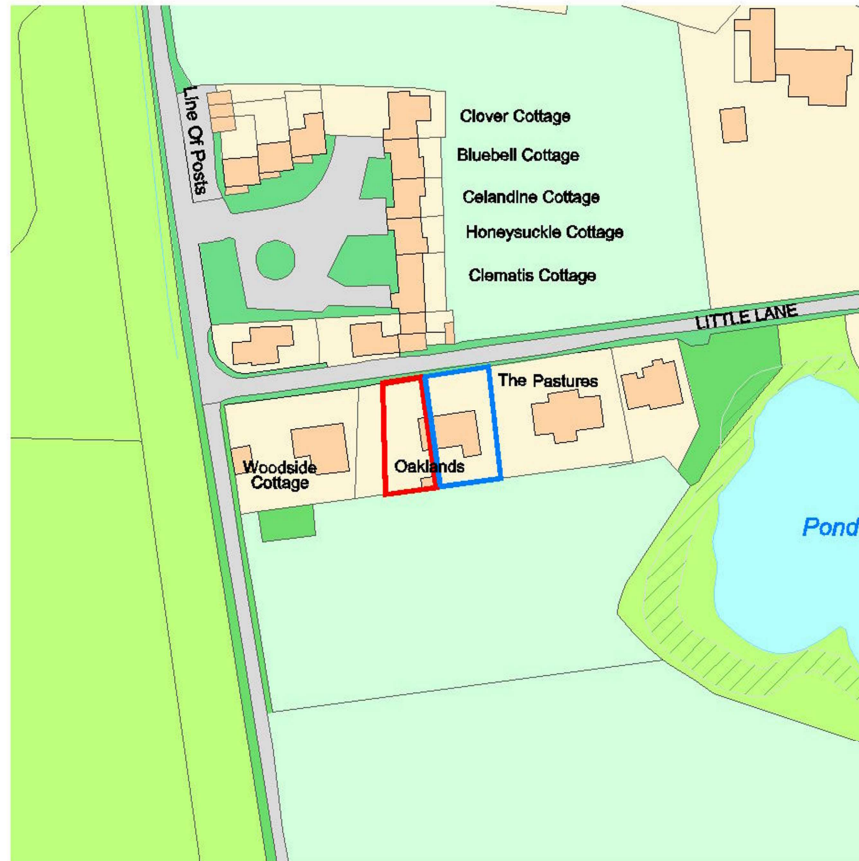 Line Of Posts
Clover Cottage
Bluebell Cottage
Celandine Cottage
Honeysuckle Cottage
Clematis Cottage
LITTLE LANE
The Pastures
Woodside
Cottage
Oaklands
Pond